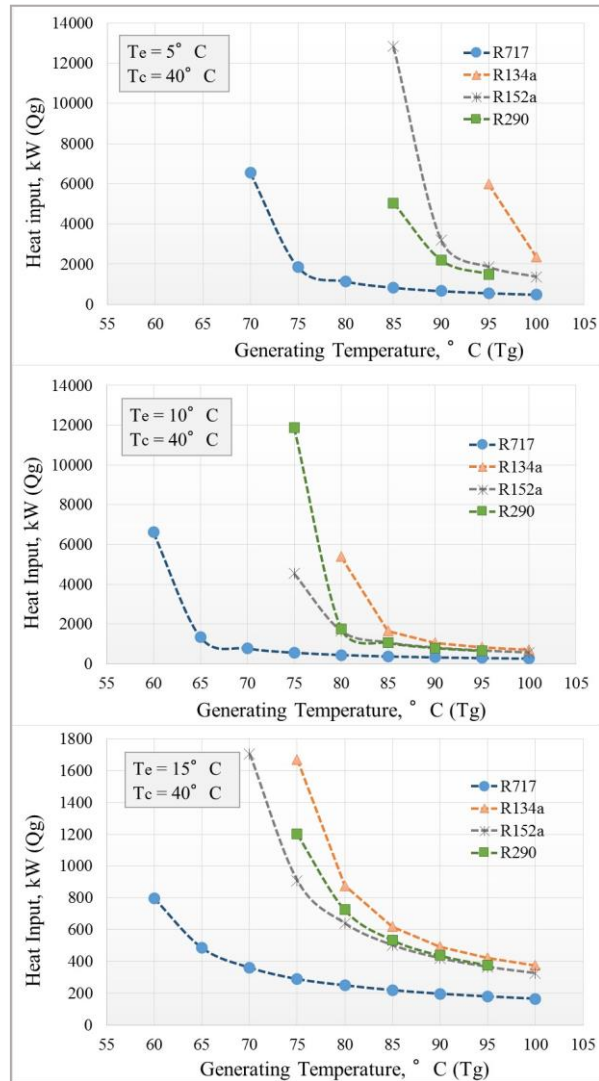 14000
12000
10000
8000
6000
4000
2000
0
Heat input, kW (Qg)
Te = 5° C
Tc = 40° C
R717
R134a
R152a
R290
55 60 65 70 75 80 85 90 95 100 105
Generating Temperature, ° C (Tg)
14000
12000
10000
8000
6000
4000
2000
0
Heat Input, kW (Qg)
Te = 10° C
Tc = 40° C
R717
R134a
R152a
R290
55 60 65 70 75 80 85 90 95 100 105
Generating Temperature, ° C (Tg)
1800
1600
1400
1200
1000
800
600
400
200
0
Heat Input, kW (Qg)
Te = 15° C
Tc = 40° C
R717
R134a
R152a
R290
55 60 65 70 75 80 85 90 95 100 105
Generating Temperature, ° C (Tg)